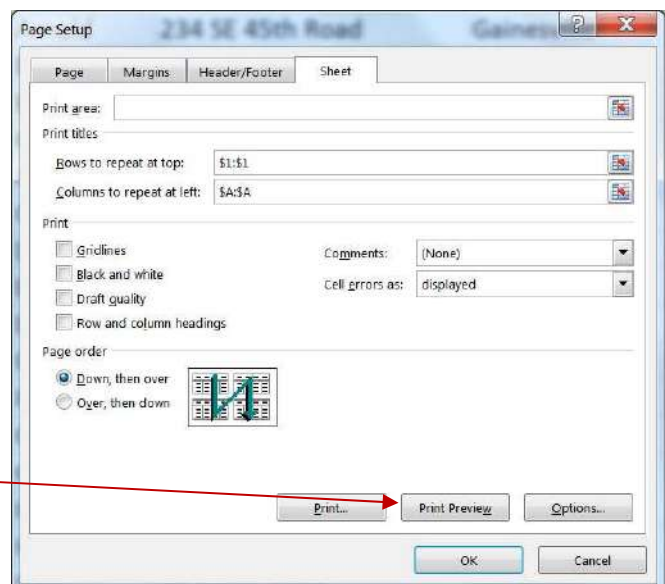 Page Setup 234 SE 45th Road
Page Margins Header/Footer Sheet
Print area:
Print titles
Rows to repeat at top: $1:$1
Columns to repeat at left: $A:$A
Print
Gridlines Comments: (None)
Black and white Cell errors as: displayed
Draft quality
Row and column headings
Page order
Down, then over
Over, then down
Print... Print Preview Options...
OK Cancel